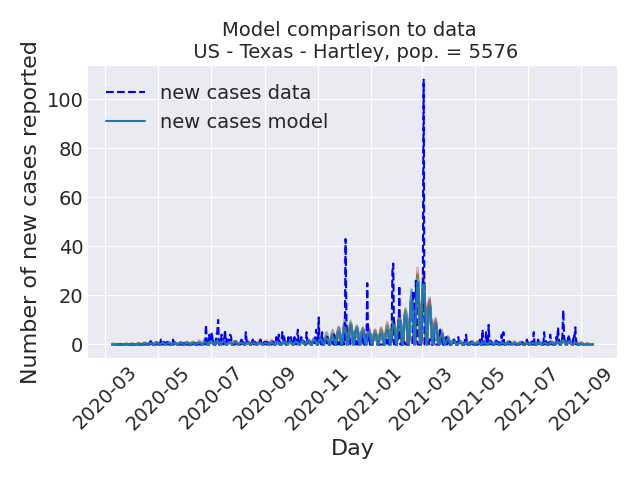 Model comparison to data
US - Texas - Hartley, pop. = 5576
Number of new cases reported
100
80
60
40
20
0
new cases data
new cases model
2020-03
2020-05
2020-07
2020-09
2020-11
2021-01
2021-03
2021-05
2021-07
2021-09
Day